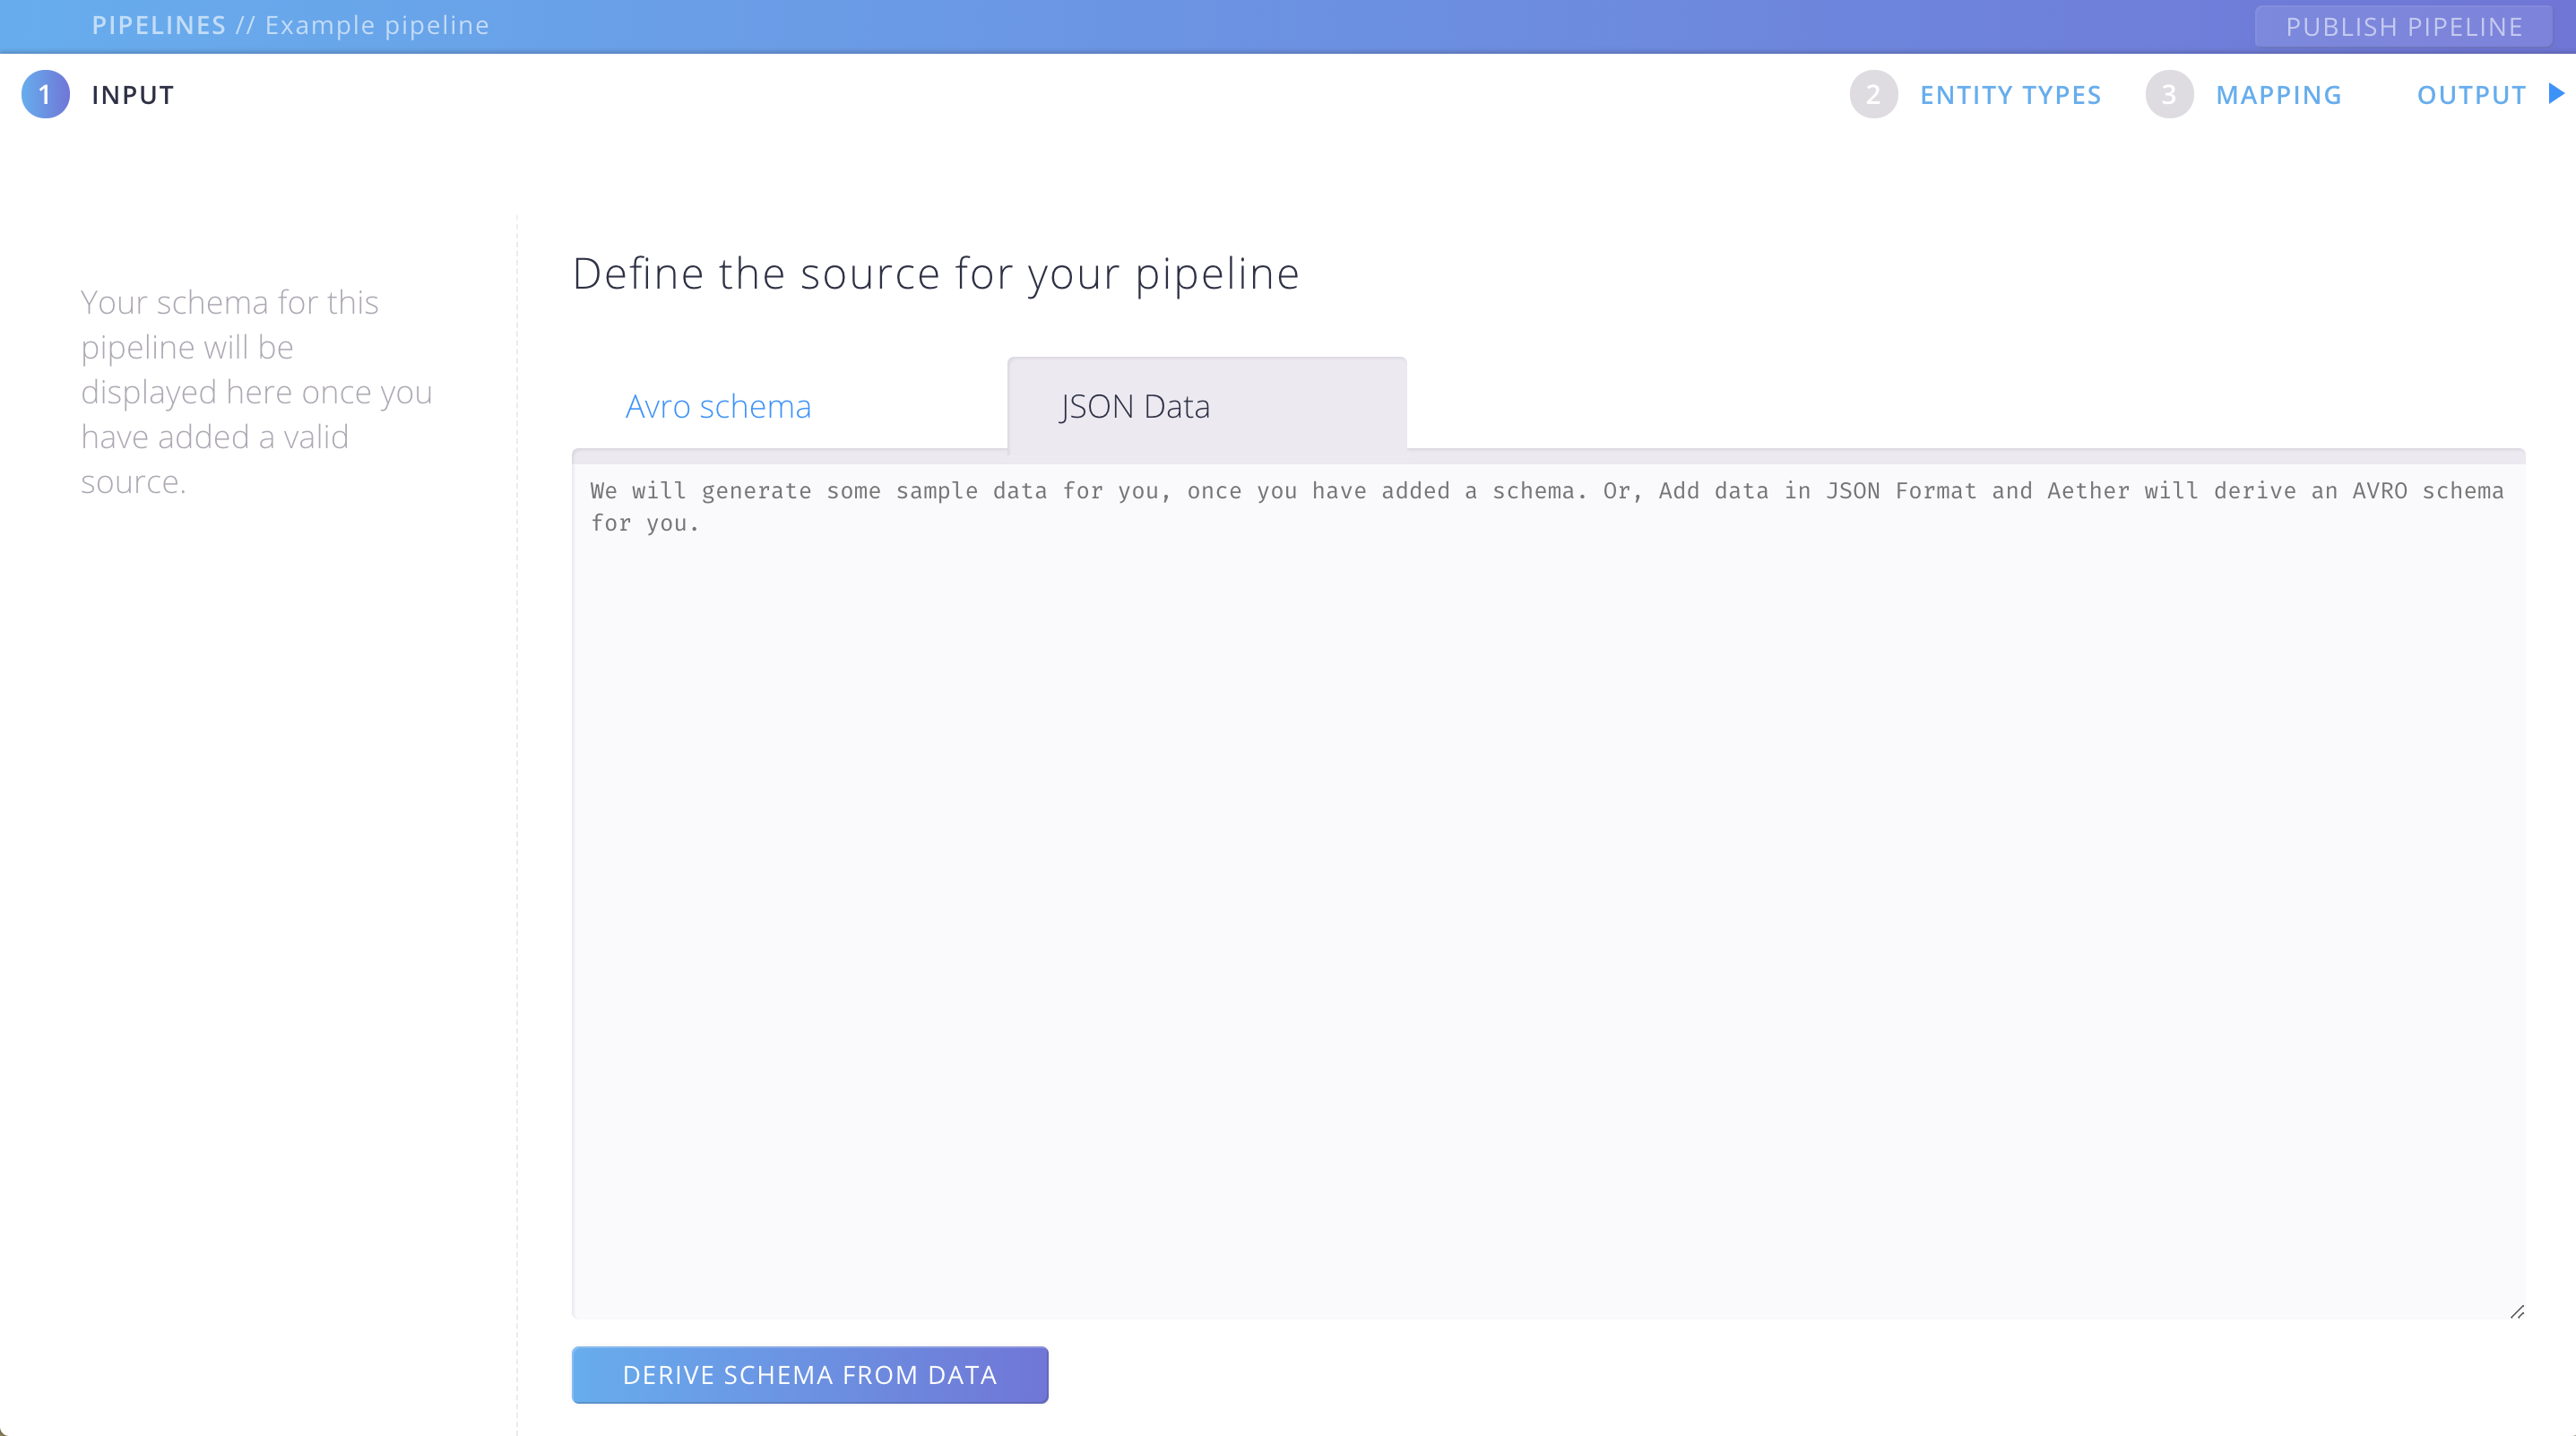 PIPELINES // Example pipeline
PUBLISH PIPELINE
1 INPUT
2 ENTITY TYPES
3 MAPPING
OUTPUT
Your schema for this
pipeline will be
displayed here once you
have added a valid
source.
Define the source for your pipeline
Avro schema
JSON Data
We will generate some sample data for you, once you have added a schema. Or, Add data in JSON Format and Aether will derive an AVRO schema
for you.
DERIVE SCHEMA FROM DATA